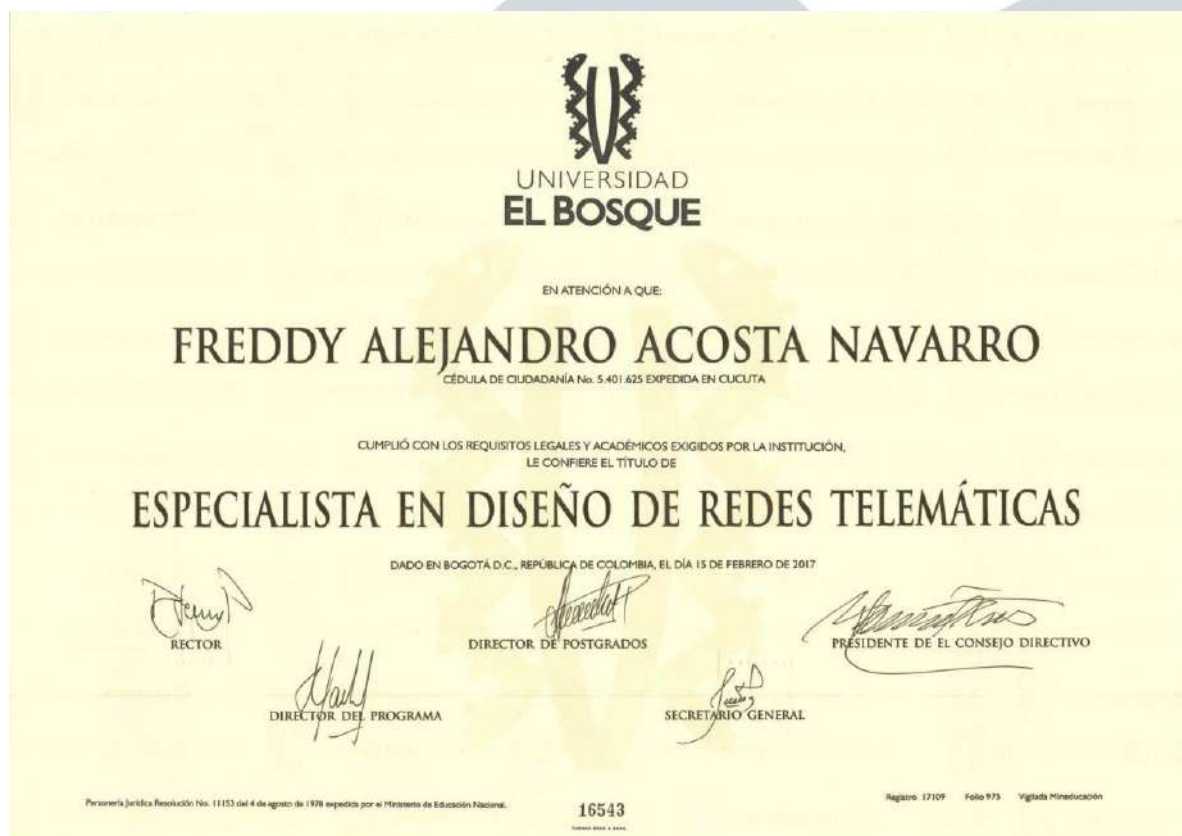 UNIVERSIDAD
EL BOSQUE
EN ATENCIÓN A QUE:
FREDDY ALEJANDRO ACOSTA NAVARRO
CÉDULA DE CIUDADANÍA No. 5.401.625 EXPEDIDA EN CUCUTA
CUMPLIÓ CON LOS REQUISITOS LEGALES Y ACADÉMICOS EXIGIDOS POR LA INSTITUCIÓN,
LE CONFIERE EL TÍTULO DE
ESPECIALISTA EN DISEÑO DE REDES TELEMÁTICAS
DADO EN BOGOTÁ D.C., REPÚBLICA DE COLOMBIA, EL DÍA 15 DE FEBRERO DE 2017
RECTOR
DIRECTOR DE POSTGRADOS
PRESIDENTE DE EL CONSEJO DIRECTIVO
DIRECTOR DEL PROGRAMA
SECRETARIO GENERAL
Personería Jurídica Resolución No. 11153 del 4 de agosto de 1978 expedida por el Ministerio de Educación Nacional.
16543
Registro 17109 Folio 975 Vigilada Mineducación